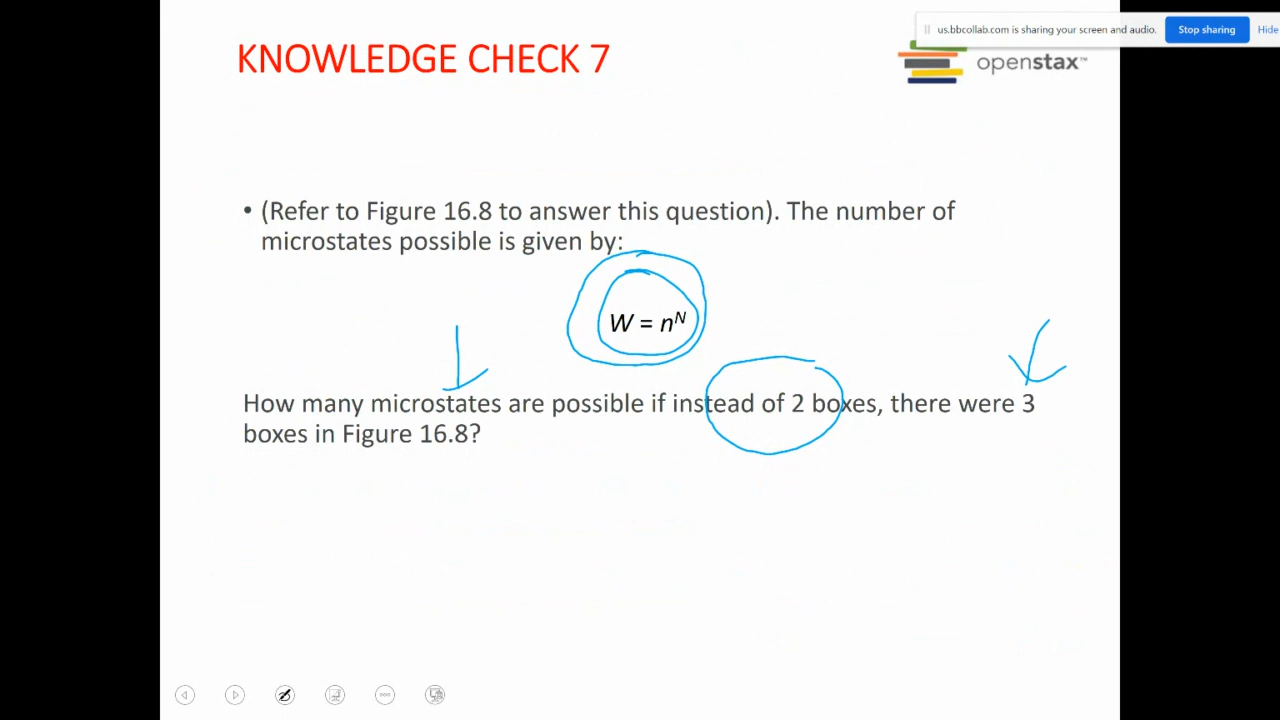 us.bbcollab.com is sharing your screen and audio. Stop sharing Hide
KNOWLEDGE CHECK 7
openstax™
• (Refer to Figure 16.8 to answer this question). The number of
microstates possible is given by:
W = nᴺ
How many microstates are possible if instead of 2 boxes, there were 3
boxes in Figure 16.8?